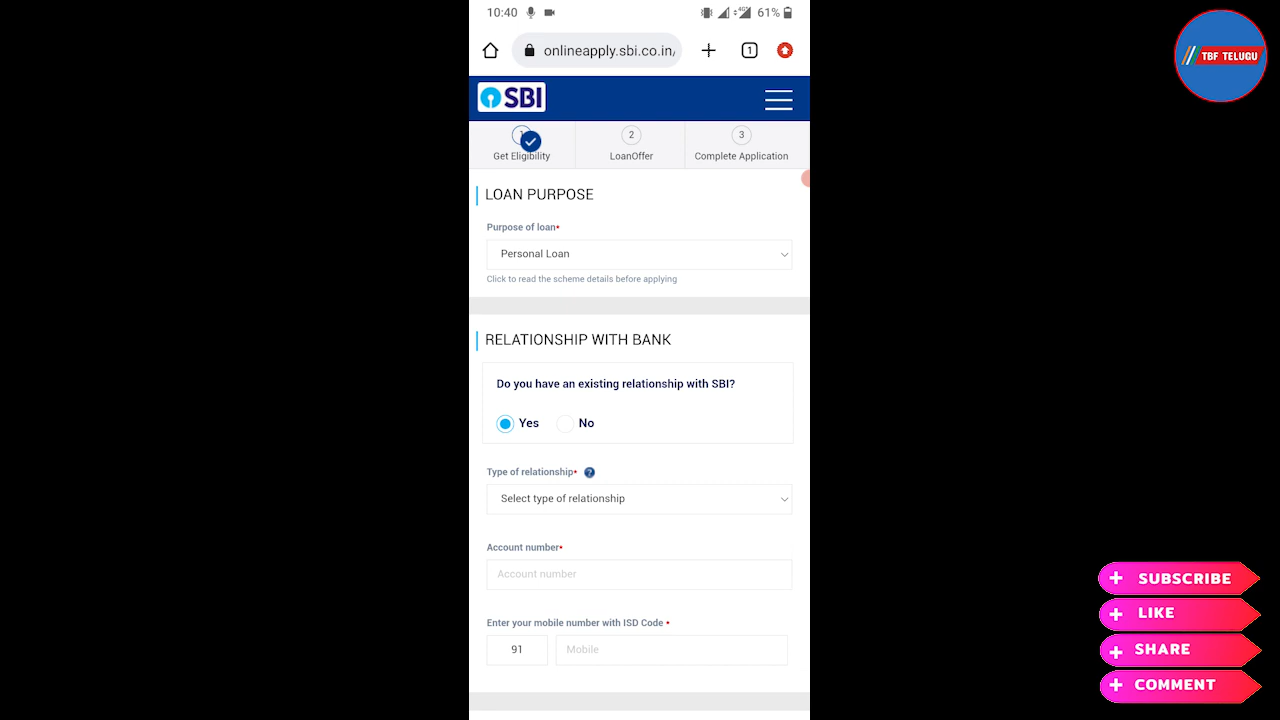 10:40
4G
61%
onlineapply.sbi.co.in/
1
TBF TELUGU
SBI
1
2
3
Get Eligibility
LoanOffer
Complete Application
LOAN PURPOSE
Purpose of loan*
Personal Loan
Click to read the scheme details before applying
RELATIONSHIP WITH BANK
Do you have an existing relationship with SBI?
Yes
No
Type of relationship* ?
Select type of relationship
Account number*
Account number
Enter your mobile number with ISD Code *
91
Mobile
+ SUBSCRIBE
+ LIKE
+ SHARE
+ COMMENT